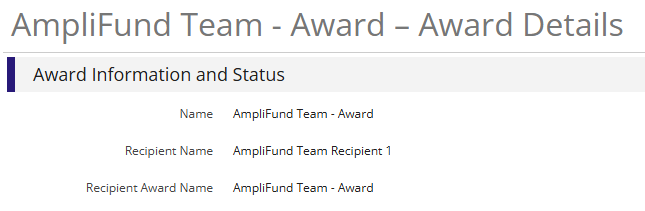 AmpliFund Team - Award – Award Details
Award Information and Status
Name AmpliFund Team - Award
Recipient Name AmpliFund Team Recipient 1
Recipient Award Name AmpliFund Team - Award